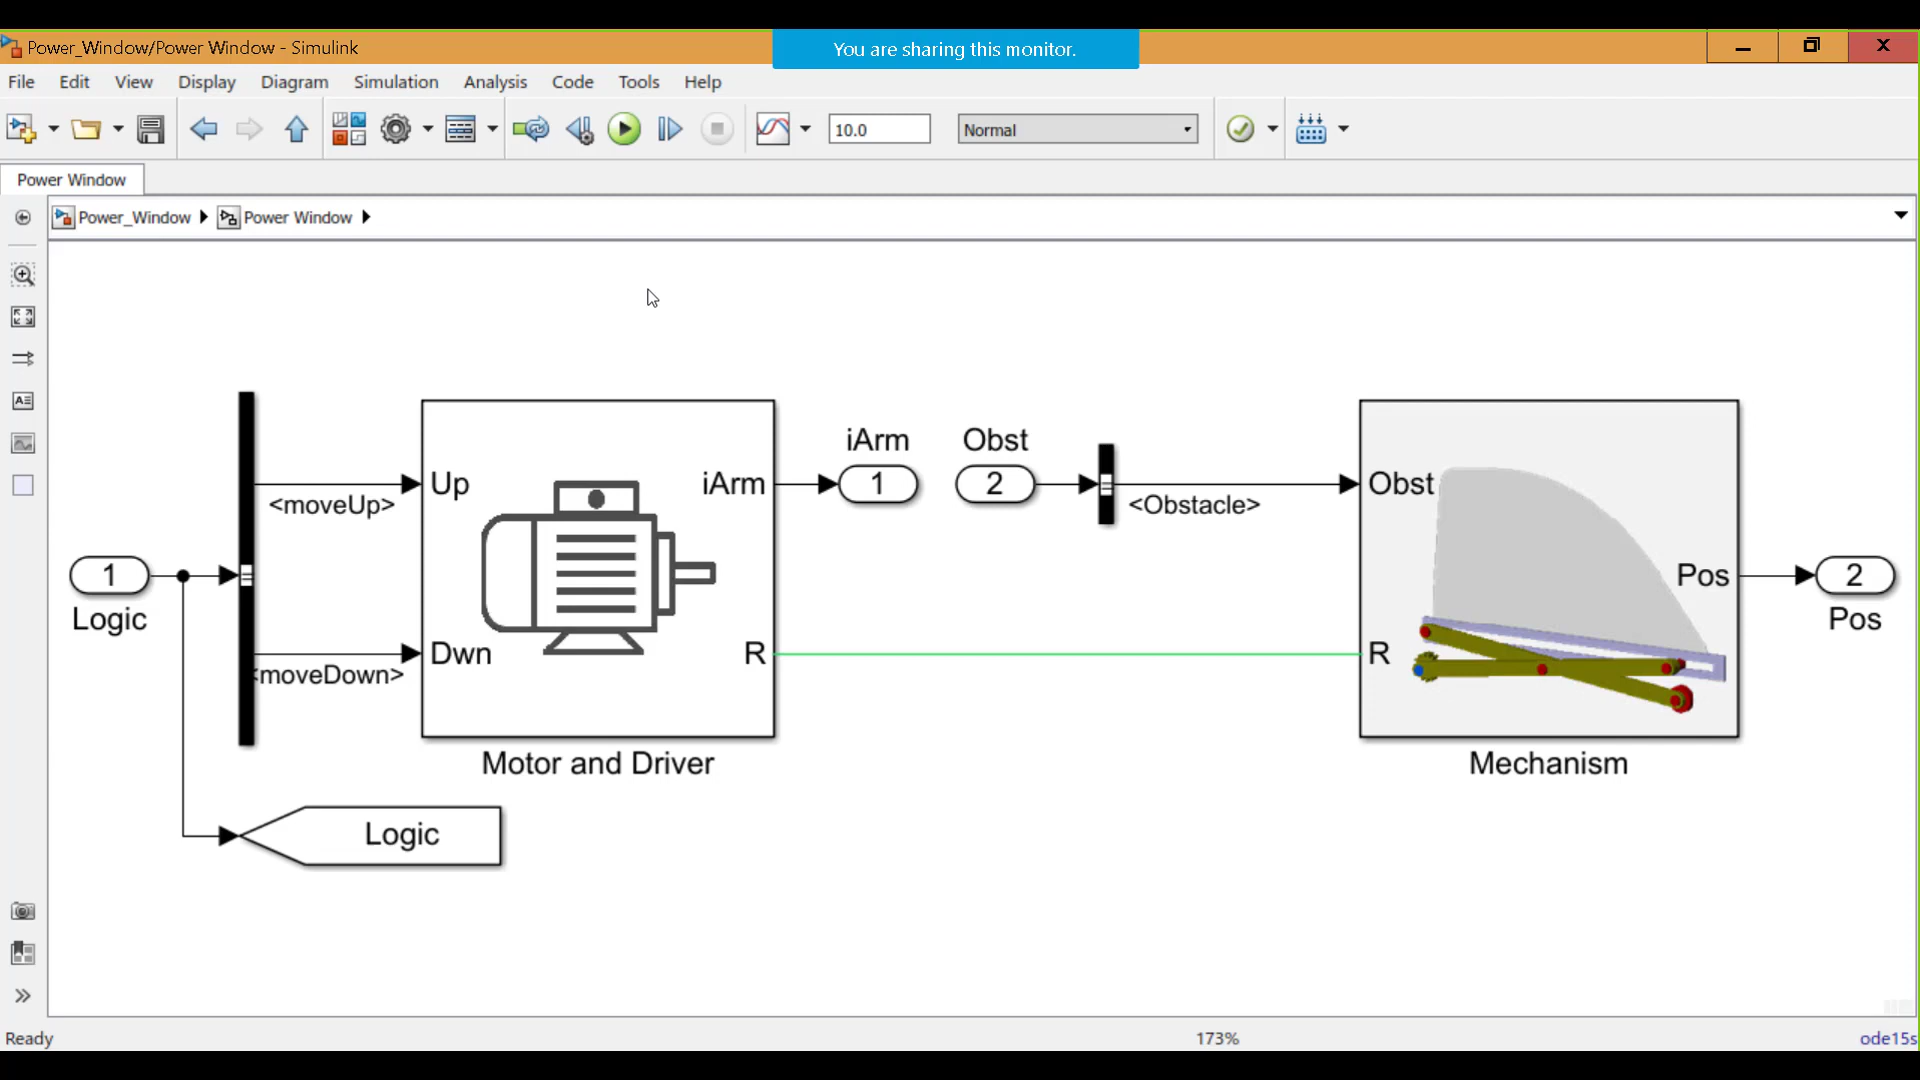 Power_Window/Power Window - Simulink
You are sharing this monitor.
File Edit View Display Diagram Simulation Analysis Code Tools Help
10.0 Normal
Power Window
Power_Window Power Window
iArm Obst
Up iArm 1 2 Obst
<moveUp> <Obstacle>
1 Pos 2
Logic Pos
Dwn R R
<moveDown>
Motor and Driver Mechanism
Logic
Ready 173% ode15s